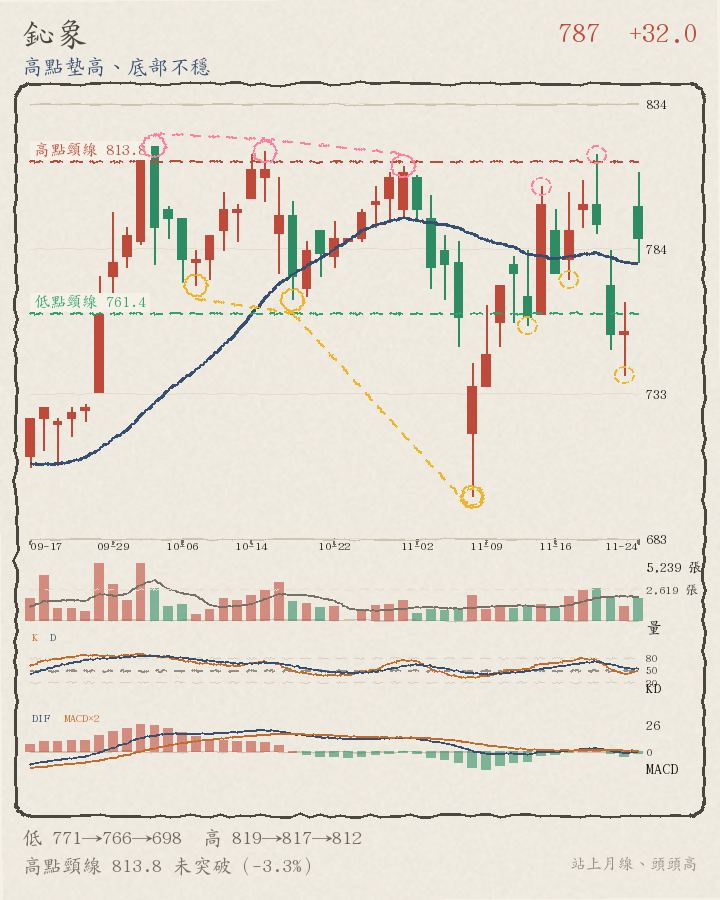 鈊象
787 +32.0
高點墊高、底部不穩
834
高點頸線 813.8
784
低點頸線 761.4
733
683
09-17 09-29 10-06 10-14 10-22 11-02 11-09 11-16 11-24
5,239 張
2,619 張
量
K D
80
50
20
KD
DIF MACD×2
26
0
MACD
低 771→766→698 高 819→817→812
高點頸線 813.8 未突破 (-3.3%)
站上月線、頭頭高